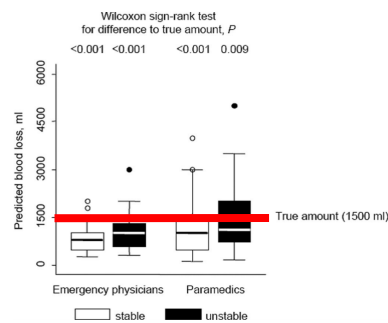 Wilcoxon sign-rank test
for difference to true amount, P
<0.001 <0.001 <0.001 0.009
6000
4500
3000
1500
0
Predicted blood loss, ml
True amount (1500 ml)
Emergency physicians Paramedics
stable unstable